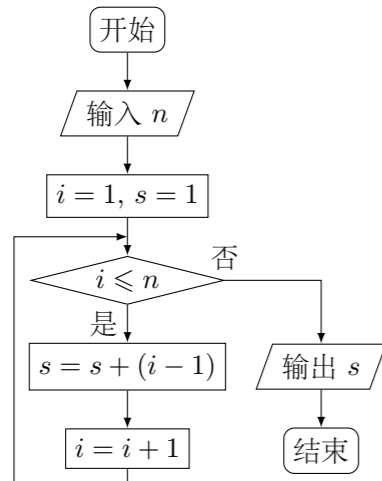 开始
输入 n
i = 1, s = 1
i ⩽ n
否
是
s = s + (i − 1)
输出 s
i = i + 1
结束